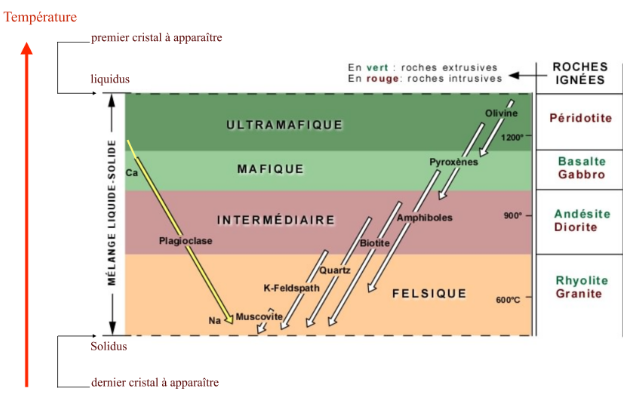 Température
premier cristal à apparaître
liquidus
En vert : roches extrusives
En rouge: roches intrusives
ROCHES
IGNÉES
MÉLANGE LIQUIDE-SOLIDE
ULTRAMAFIQUE
Olivine
1200°
Péridotite
Ca
MAFIQUE
Pyroxènes
Basalte
Gabbro
INTERMÉDIAIRE
Amphiboles
900°
Andésite
Diorite
Plagioclase
Biotite
Quartz
K-Feldspath
FELSIQUE
600°C
Rhyolite
Granite
Na
Muscovite
Solidus
dernier cristal à apparaître